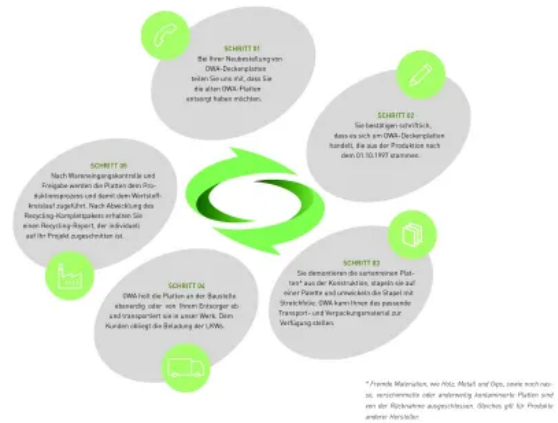 SCHRITT 01
Bei Ihrer Neubestellung von
OWA-Deckenplatten
teilen Sie uns mit, dass Sie
die alten OWA-Platten
entsorgt haben möchten.
SCHRITT 02
Sie bestätigen schriftlich,
dass es sich um OWA-Deckenplatten
handelt, die aus der Produktion nach
dem 01.10.1997 stammen.
SCHRITT 03
Sie demontieren die sortenreinen Plat-
ten* aus der Konstruktion, stapeln sie auf
einer Palette und umwickeln die Stapel mit
Stretchfolie. OWA kann Ihnen das passende
Transport- und Verpackungsmaterial zur
Verfügung stellen.
SCHRITT 04
OWA holt die Platten an der Baustelle
ebenerdig oder von Ihrem Entsorger ab
und transportiert sie in unser Werk. Dem
Kunden obliegt die Beladung der LKWs.
SCHRITT 05
Nach Wareneingangskontrolle und
Freigabe werden die Platten dem Pro-
duktionsprozess und damit dem Wertstoff-
kreislauf zugeführt. Nach Abwicklung des
Recycling-Komplettpakets erhalten Sie
einen Recycling-Report, der individuell
auf Ihr Projekt zugeschnitten ist.
* Fremde Materialien, wie Holz, Metall und Gips, sowie noch nas-
se, verschimmelte oder anderweitig kontaminierte Platten sind
von der Rücknahme ausgeschlossen. Gleiches gilt für Produkte
anderer Hersteller.